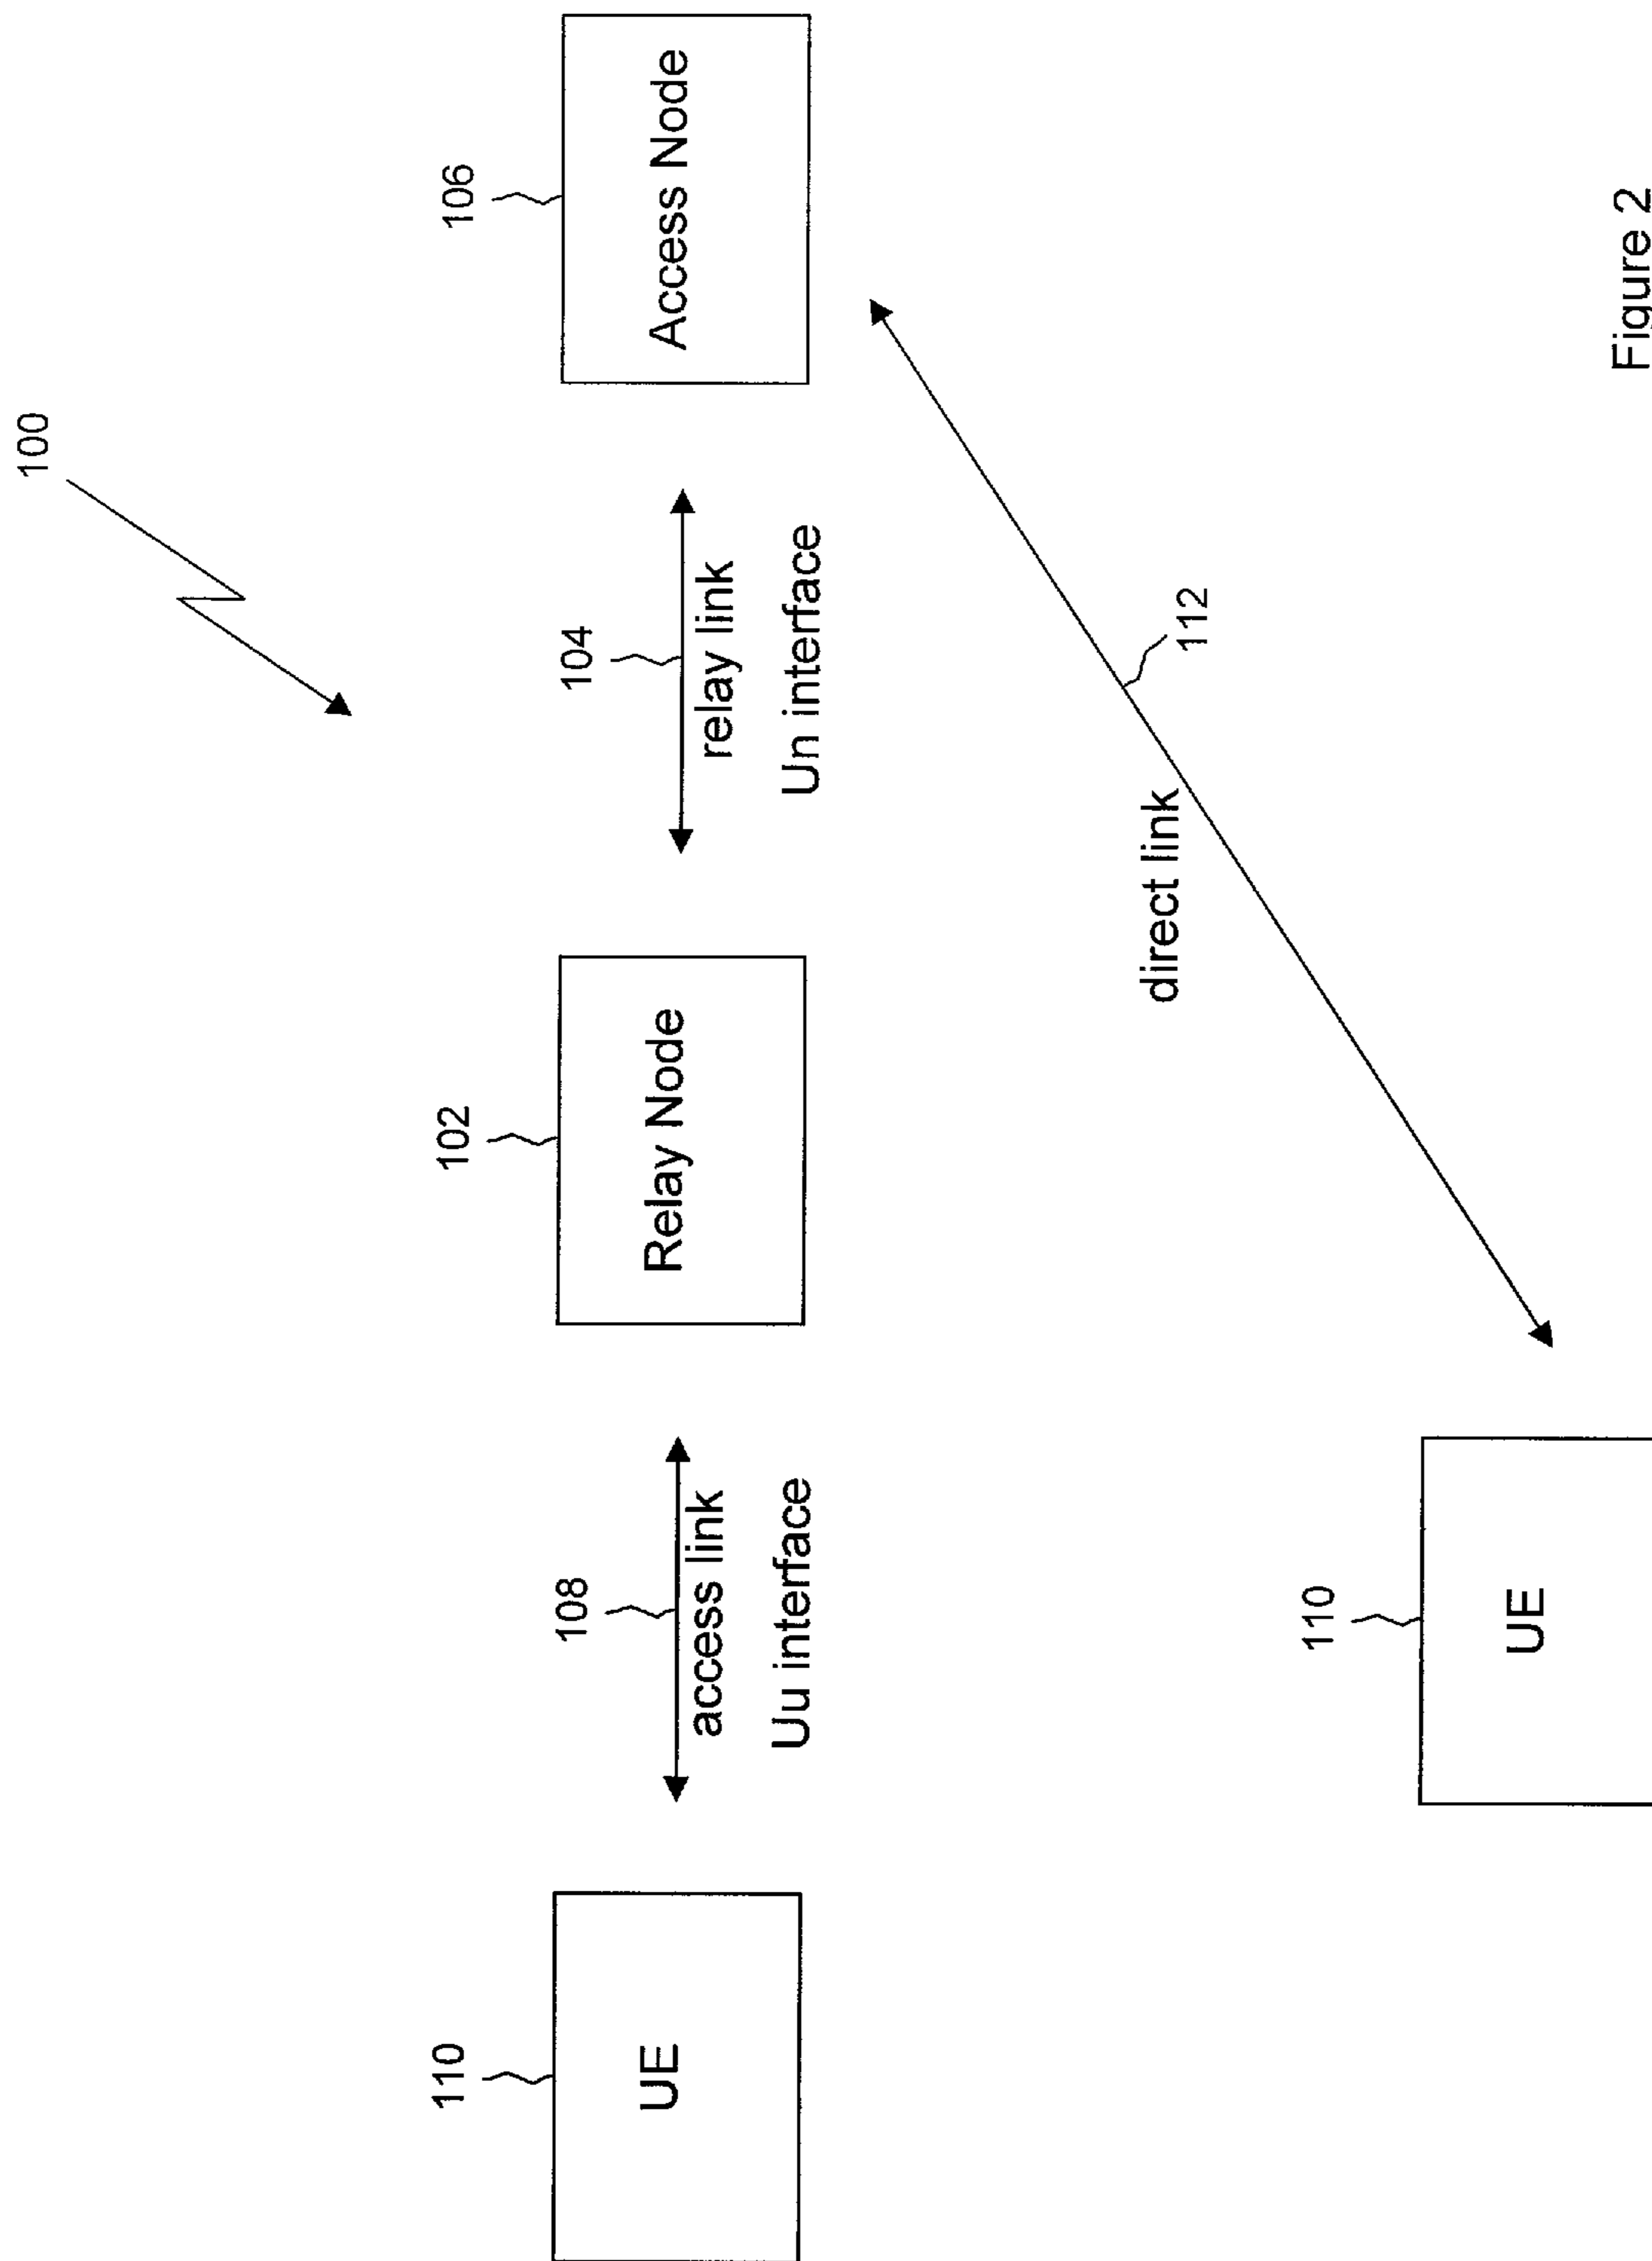 100
110
UE
108
access link
Uu interface
102
Relay Node
104
relay link
Un interface
106
Access Node
110
UE
direct link
112
Figure 2